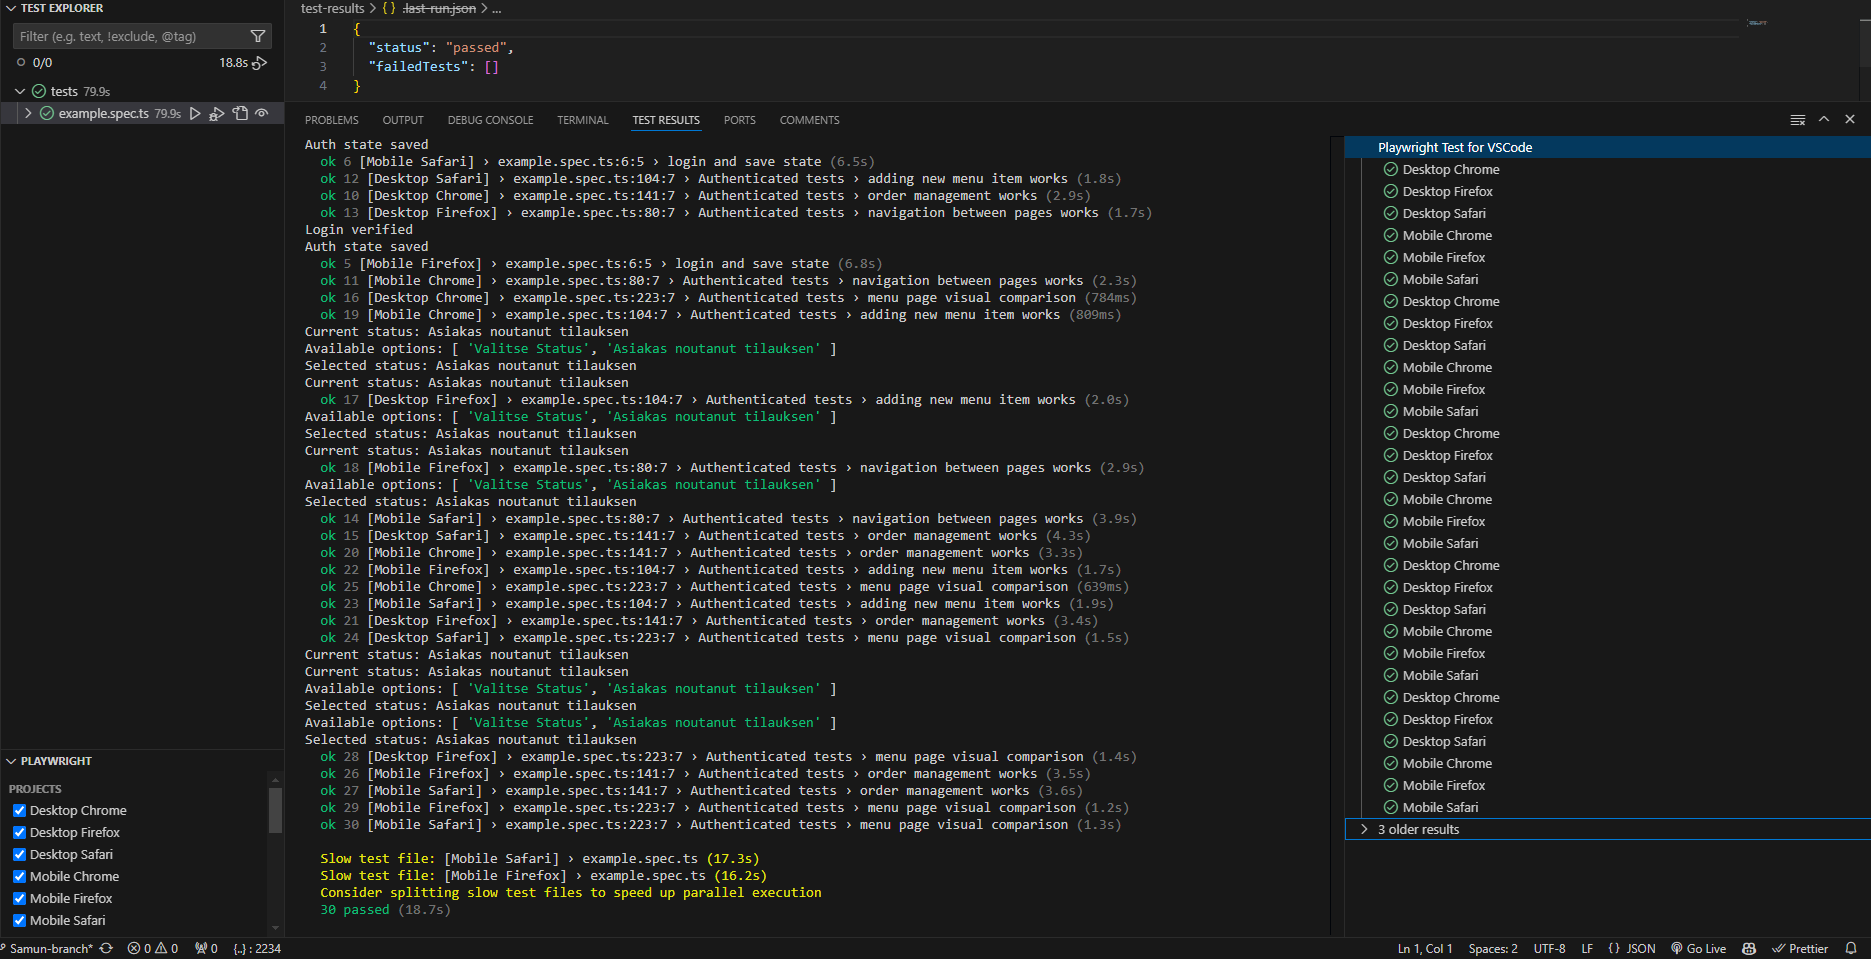 TEST EXPLORER
Filter (e.g. text, !exclude, @tag)
0/0 18.8s
tests 79.9s
example.spec.ts 79.9s
test-results > {} .last-run.json > ...
1 {
2 "status": "passed",
3 "failedTests": []
4 }
PROBLEMS OUTPUT DEBUG CONSOLE TERMINAL TEST RESULTS PORTS COMMENTS
Auth state saved
ok 6 [Mobile Safari] › example.spec.ts:6:5 › login and save state (6.5s)
ok 12 [Desktop Safari] › example.spec.ts:104:7 › Authenticated tests › adding new menu item works (1.8s)
ok 10 [Desktop Chrome] › example.spec.ts:141:7 › Authenticated tests › order management works (2.9s)
ok 13 [Desktop Firefox] › example.spec.ts:80:7 › Authenticated tests › navigation between pages works (1.7s)
Login verified
Auth state saved
ok 5 [Mobile Firefox] › example.spec.ts:6:5 › login and save state (6.8s)
ok 11 [Mobile Chrome] › example.spec.ts:80:7 › Authenticated tests › navigation between pages works (2.3s)
ok 16 [Desktop Chrome] › example.spec.ts:223:7 › Authenticated tests › menu page visual comparison (784ms)
ok 19 [Mobile Chrome] › example.spec.ts:104:7 › Authenticated tests › adding new menu item works (809ms)
Current status: Asiakas noutanut tilauksen
Available options: [ 'Valitse Status', 'Asiakas noutanut tilauksen' ]
Selected status: Asiakas noutanut tilauksen
Current status: Asiakas noutanut tilauksen
ok 17 [Desktop Firefox] › example.spec.ts:104:7 › Authenticated tests › adding new menu item works (2.0s)
Available options: [ 'Valitse Status', 'Asiakas noutanut tilauksen' ]
Selected status: Asiakas noutanut tilauksen
Current status: Asiakas noutanut tilauksen
ok 18 [Mobile Firefox] › example.spec.ts:80:7 › Authenticated tests › navigation between pages works (2.9s)
Available options: [ 'Valitse Status', 'Asiakas noutanut tilauksen' ]
Selected status: Asiakas noutanut tilauksen
ok 14 [Mobile Safari] › example.spec.ts:80:7 › Authenticated tests › navigation between pages works (3.9s)
ok 15 [Desktop Safari] › example.spec.ts:141:7 › Authenticated tests › order management works (4.3s)
ok 20 [Mobile Chrome] › example.spec.ts:141:7 › Authenticated tests › order management works (3.3s)
ok 22 [Mobile Firefox] › example.spec.ts:104:7 › Authenticated tests › adding new menu item works (1.7s)
ok 25 [Mobile Chrome] › example.spec.ts:223:7 › Authenticated tests › menu page visual comparison (639ms)
ok 23 [Mobile Safari] › example.spec.ts:104:7 › Authenticated tests › adding new menu item works (1.9s)
ok 21 [Desktop Firefox] › example.spec.ts:141:7 › Authenticated tests › order management works (3.4s)
ok 24 [Desktop Safari] › example.spec.ts:223:7 › Authenticated tests › menu page visual comparison (1.5s)
Current status: Asiakas noutanut tilauksen
Current status: Asiakas noutanut tilauksen
Available options: [ 'Valitse Status', 'Asiakas noutanut tilauksen' ]
Selected status: Asiakas noutanut tilauksen
Available options: [ 'Valitse Status', 'Asiakas noutanut tilauksen' ]
Selected status: Asiakas noutanut tilauksen
ok 28 [Desktop Firefox] › example.spec.ts:223:7 › Authenticated tests › menu page visual comparison (1.4s)
ok 26 [Mobile Firefox] › example.spec.ts:141:7 › Authenticated tests › order management works (3.5s)
ok 27 [Mobile Safari] › example.spec.ts:141:7 › Authenticated tests › order management works (3.6s)
ok 29 [Mobile Firefox] › example.spec.ts:223:7 › Authenticated tests › menu page visual comparison (1.2s)
ok 30 [Mobile Safari] › example.spec.ts:223:7 › Authenticated tests › menu page visual comparison (1.3s)
Slow test file: [Mobile Safari] › example.spec.ts (17.3s)
Slow test file: [Mobile Firefox] › example.spec.ts (16.2s)
Consider splitting slow test files to speed up parallel execution
30 passed (18.7s)
Playwright Test for VSCode
Desktop Chrome
Desktop Firefox
Desktop Safari
Mobile Chrome
Mobile Firefox
Mobile Safari
Desktop Chrome
Desktop Firefox
Desktop Safari
Mobile Chrome
Mobile Firefox
Mobile Safari
Desktop Chrome
Desktop Firefox
Desktop Safari
Mobile Chrome
Mobile Firefox
Mobile Safari
Desktop Chrome
Desktop Firefox
Desktop Safari
Mobile Chrome
Mobile Firefox
Mobile Safari
Desktop Chrome
Desktop Firefox
Desktop Safari
Mobile Chrome
Mobile Firefox
Mobile Safari
3 older results
PLAYWRIGHT
PROJECTS
Desktop Chrome
Desktop Firefox
Desktop Safari
Mobile Chrome
Mobile Firefox
Mobile Safari
Samun-branch* 0 0 0 {..} : 2234
Ln 1, Col 1 Spaces: 2 UTF-8 LF {} JSON Go Live Prettier